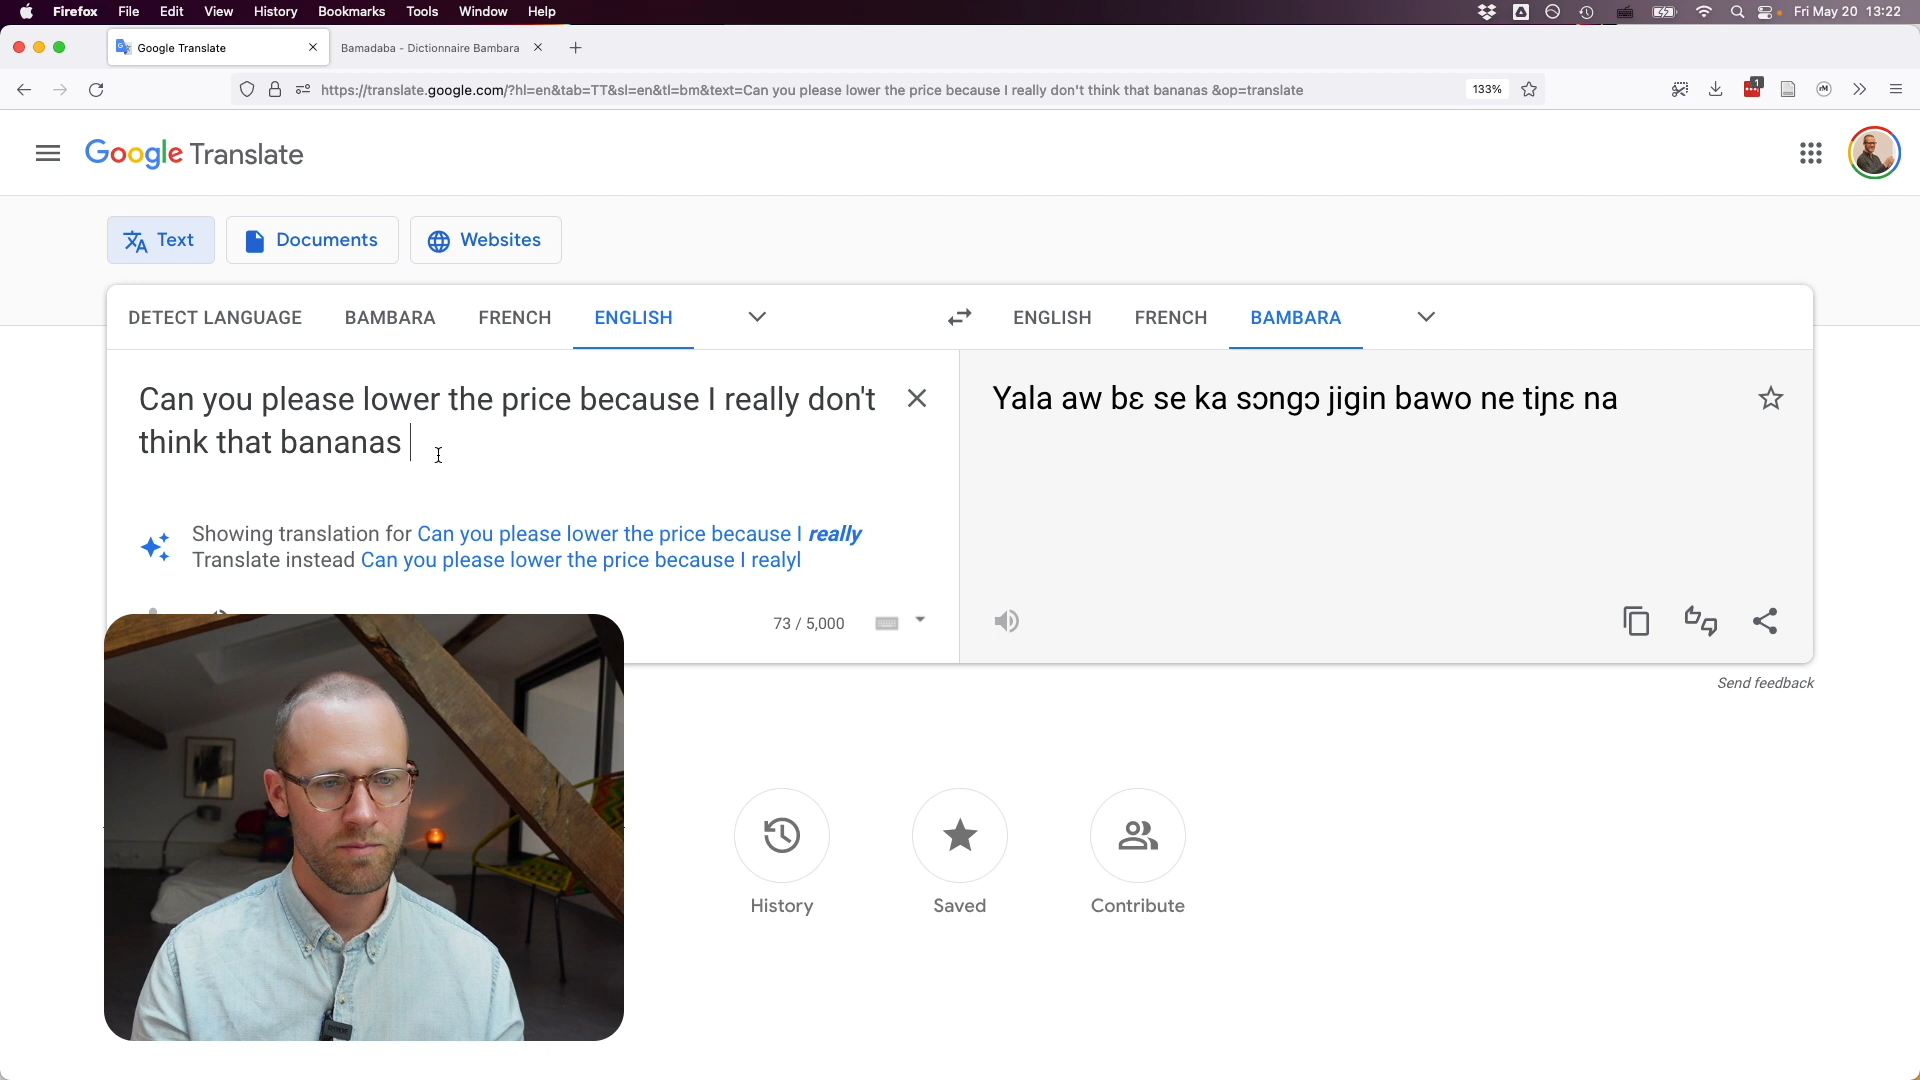 Firefox File Edit View History Bookmarks Tools Window Help Fri May 20 13:22
Google Translate Bamadaba - Dictionnaire Bambara
https://translate.google.com/?hl=en&tab=TT&sl=en&tl=bm&text=Can you please lower the price because I really don't think that bananas &op=translate 133% 1
Google Translate
Text Documents Websites
DETECT LANGUAGE BAMBARA FRENCH ENGLISH ENGLISH FRENCH BAMBARA
Can you please lower the price because I really don't
think that bananas
Yala aw bɛ se ka sɔngɔ jigin bawo ne tiɲɛ na
Showing translation for Can you please lower the price because I really
Translate instead Can you please lower the price because I realyl
73 / 5,000
Send feedback
History Saved Contribute